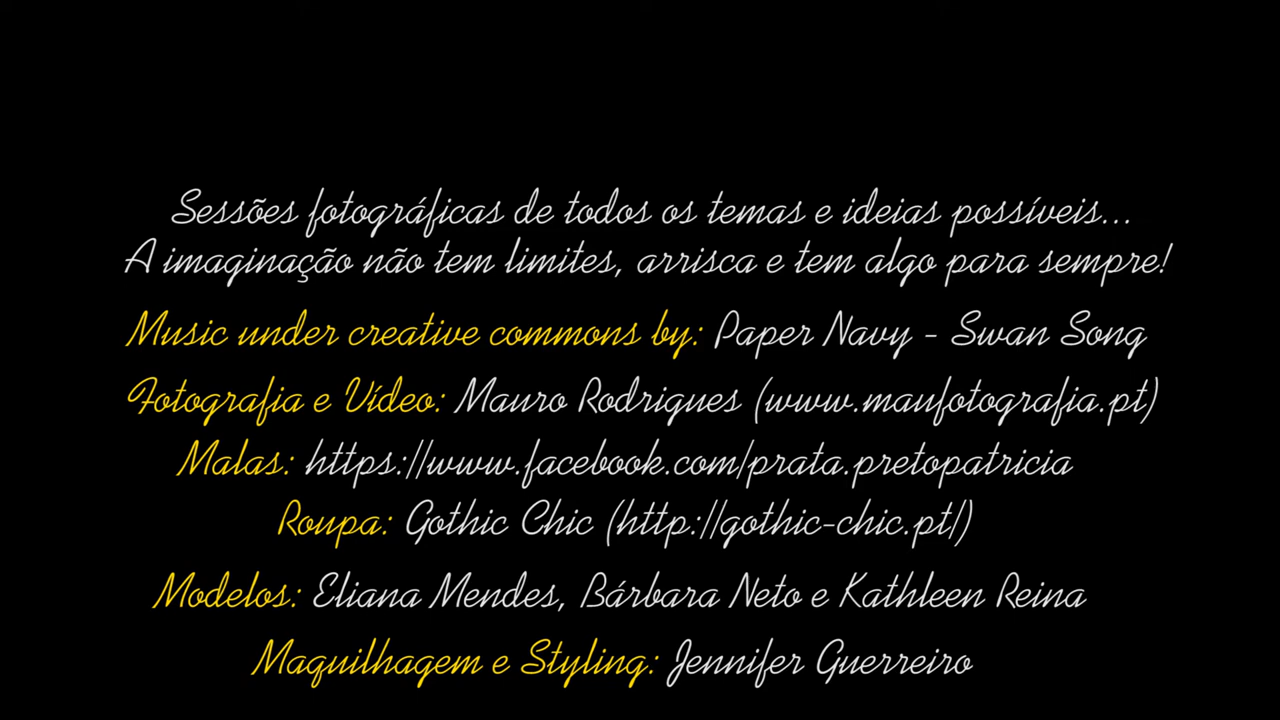 Sessões fotográficas de todos os temas e ideias possíveis...
A imaginação não tem limites, arrisca e tem algo para sempre!
Music under creative commons by: Paper Navy - Swan Song
Fotografia e Vídeo: Mauro Rodrigues (www.maufotografia.pt)
Malas: https://www.facebook.com/prata.pretopatricia
Roupa: Gothic Chic (http://gothic-chic.pt/)
Modelos: Eliana Mendes, Bárbara Neto e Kathleen Reina
Maquilhagem e Styling: Jennifer Guerreiro